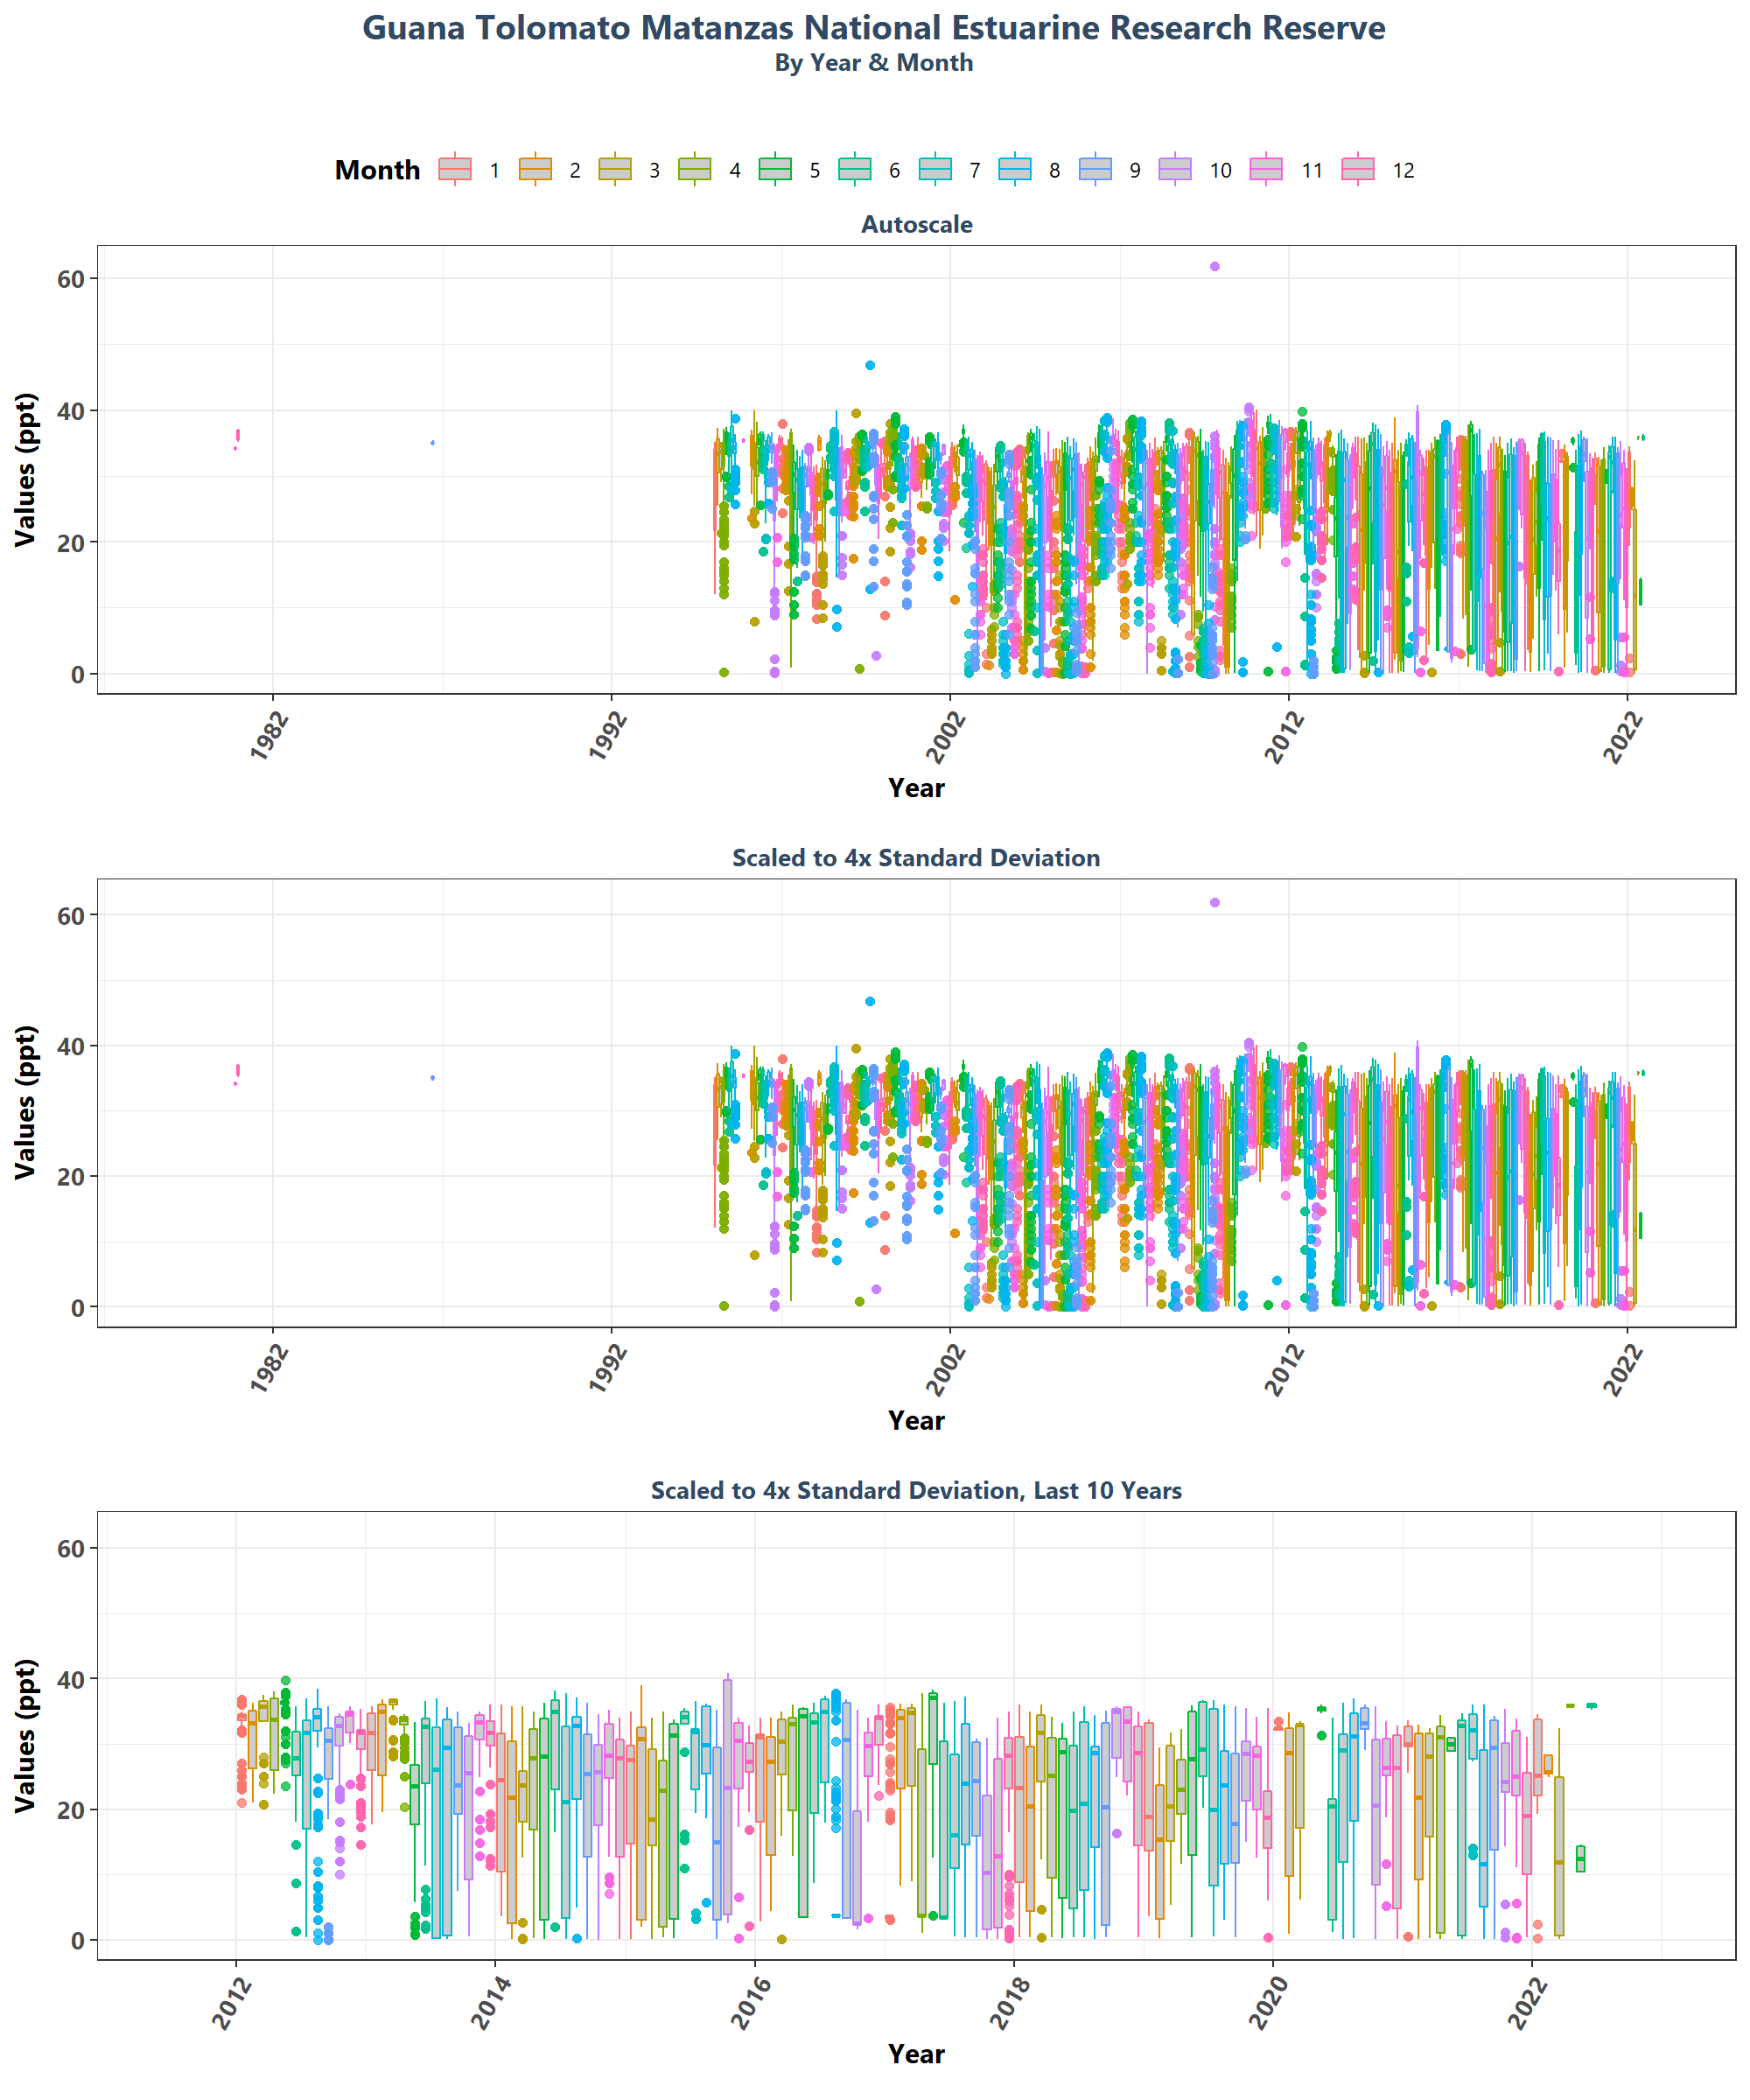 Guana Tolomato Matanzas National Estuarine Research Reserve
By Year & Month
Month 1 2 3 4 5 6 7 8 9 10 11 12
Autoscale
Values (ppt)
60
40
20
0
1982 1992 2002 2012 2022
Year
Scaled to 4x Standard Deviation
Values (ppt)
60
40
20
0
1982 1992 2002 2012 2022
Year
Scaled to 4x Standard Deviation, Last 10 Years
Values (ppt)
60
40
20
0
2012 2014 2016 2018 2020 2022
Year